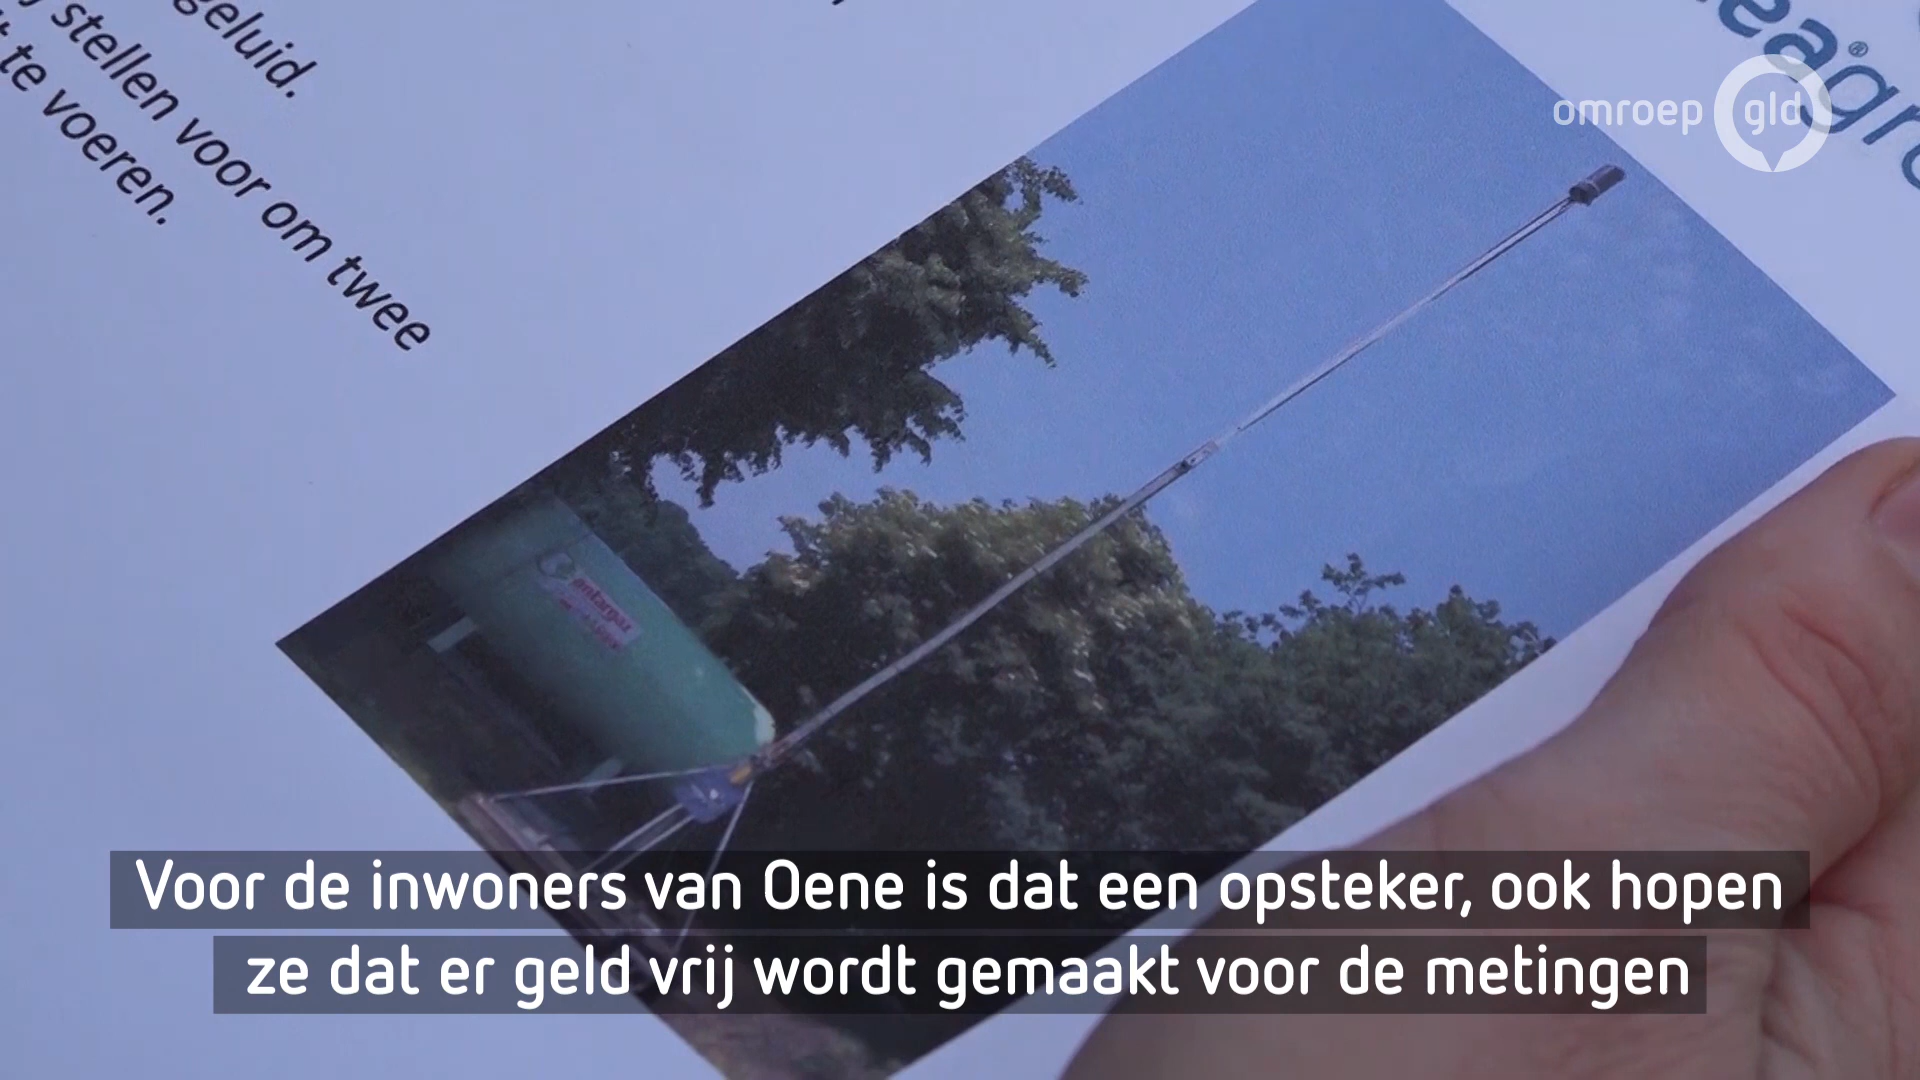 geluid.
stellen voor om twee
te voeren.
omroep gld
Voor de inwoners van Oene is dat een opsteker, ook hopen
ze dat er geld vrij wordt gemaakt voor de metingen